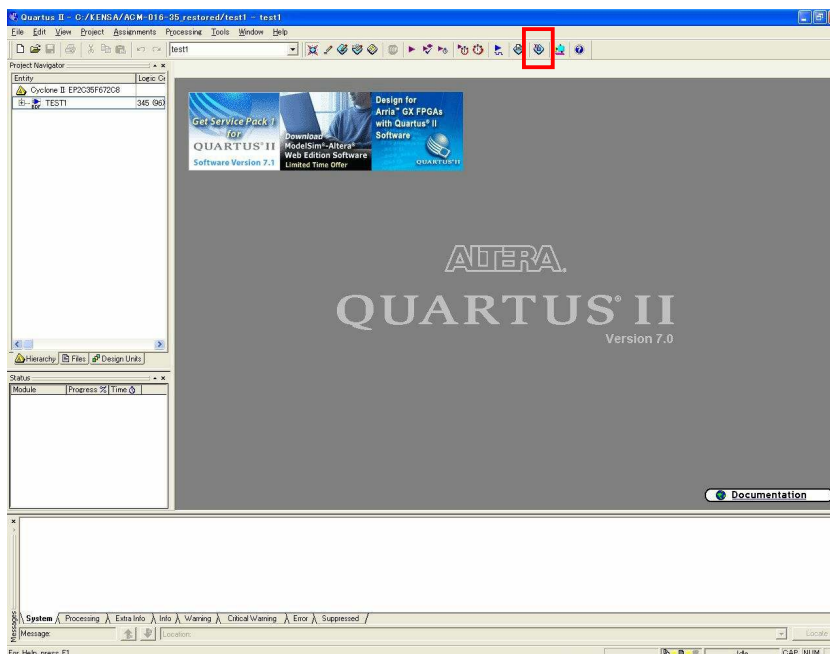 Quartus II - C:/KENSA/ACM-016-35_restored/test1 - test1
File Edit View Project Assignments Processing Tools Window Help
test1
Project Navigator
Entity
Logic Ce
Cyclone II: EP2C35F672C8
TEST1
345 (96)
Hierarchy
Files
Design Units
Status
Module
Progress %
Time
Get Service Pack 1
for
QUARTUS® II
Software Version 7.1
Download
ModelSim®-Altera®
Web Edition Software
Limited Time Offer
Design for
Arria™ GX FPGAs
with Quartus® II
Software
QUARTUS® II
ALTERA.
QUARTUS® II
Version 7.0
Documentation
Messages
System
Processing
Extra Info
Info
Warning
Critical Warning
Error
Suppressed
Message:
Location:
Locate
For Help, press F1
Idle
CAP NUM